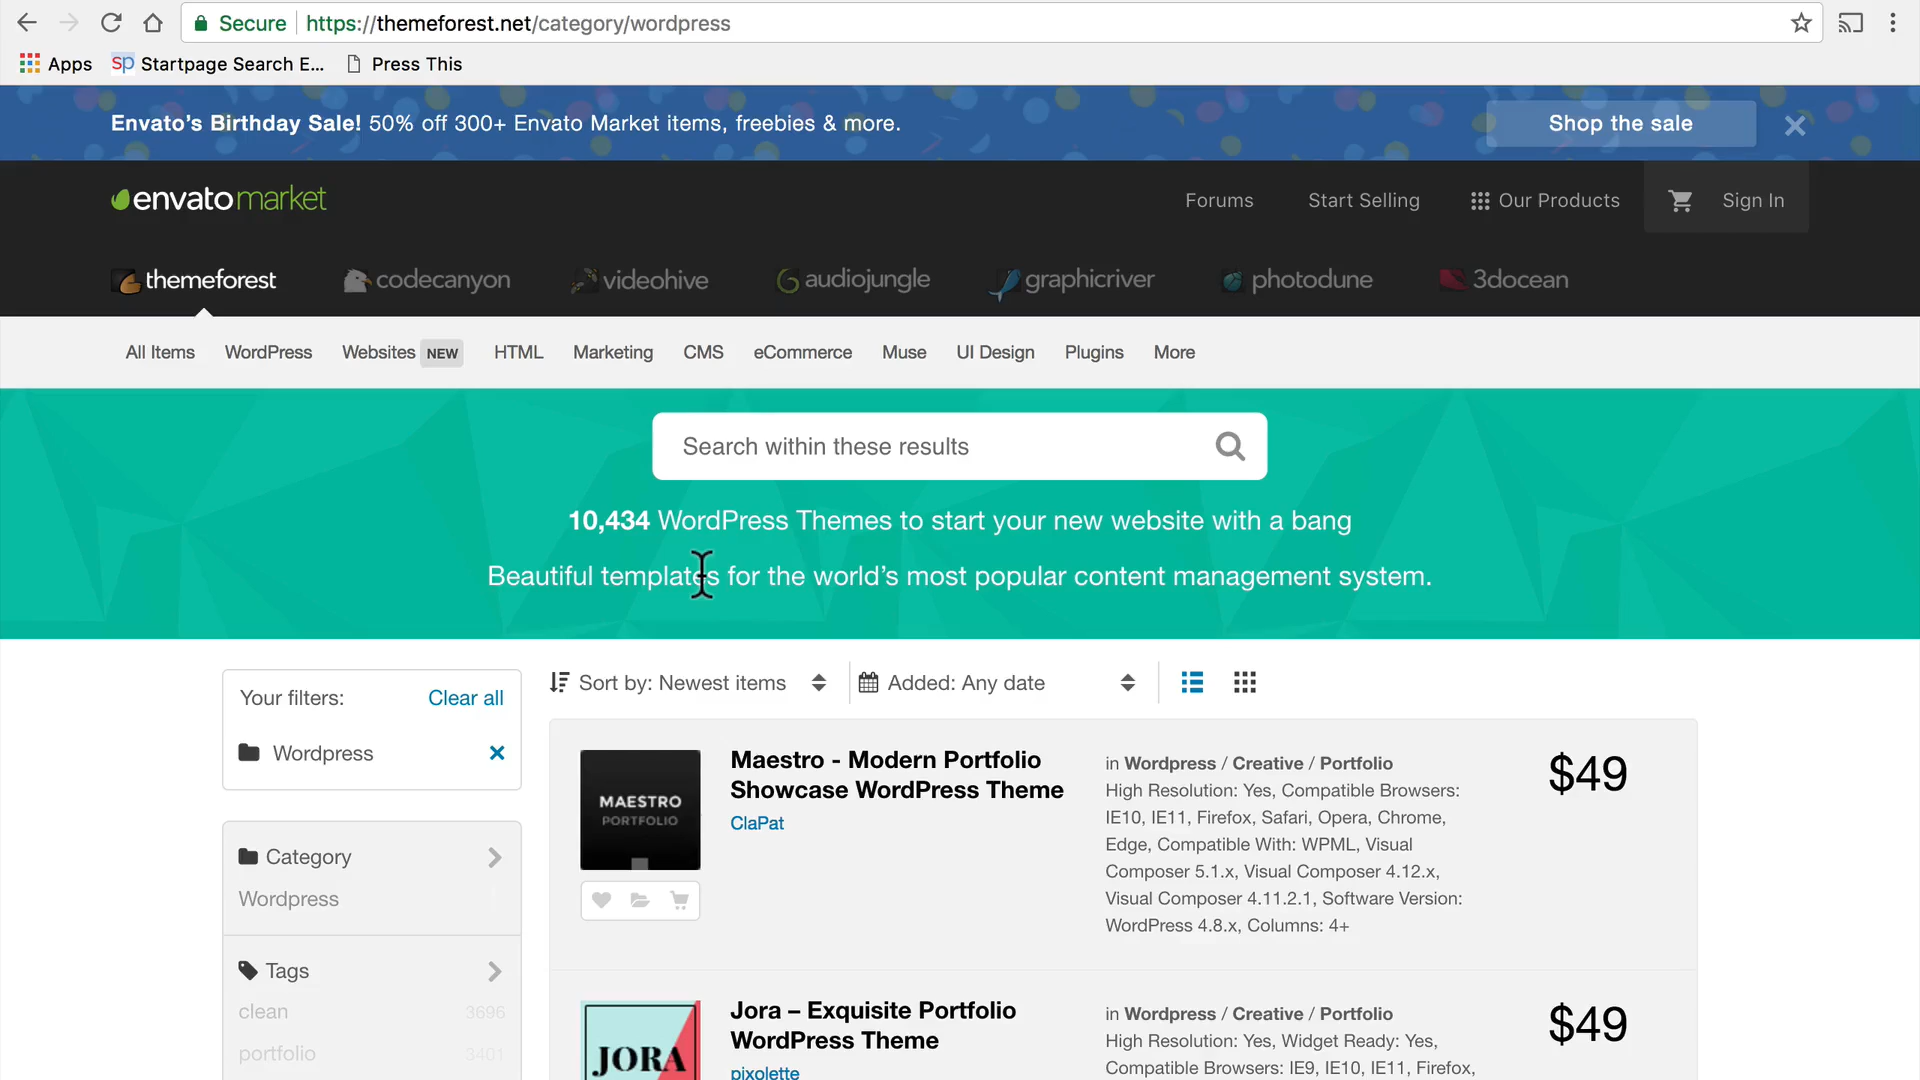 Secure https://themeforest.net/category/wordpress
Apps sp Startpage Search E... Press This
Envato's Birthday Sale! 50% off 300+ Envato Market items, freebies & more. Shop the sale
envatomarket Forums Start Selling Our Products Sign In
themeforest codecanyon videohive audiojungle graphicriver photodune 3docean
All Items WordPress Websites NEW HTML Marketing CMS eCommerce Muse UI Design Plugins More
Search within these results
10,434 WordPress Themes to start your new website with a bang
Beautiful templates for the world's most popular content management system.
Your filters: Clear all
Wordpress
Category
Wordpress
Tags
clean 3696
portfolio 3401
Sort by: Newest items Added: Any date
MAESTRO
PORTFOLIO
Maestro - Modern Portfolio
Showcase WordPress Theme
ClaPat
in Wordpress / Creative / Portfolio
High Resolution: Yes, Compatible Browsers:
IE10, IE11, Firefox, Safari, Opera, Chrome,
Edge, Compatible With: WPML, Visual
Composer 5.1.x, Visual Composer 4.12.x,
Visual Composer 4.11.2.1, Software Version:
WordPress 4.8.x, Columns: 4+
$49
JORA
Jora – Exquisite Portfolio
WordPress Theme
pixolette
in Wordpress / Creative / Portfolio
High Resolution: Yes, Widget Ready: Yes,
Compatible Browsers: IE9, IE10, IE11, Firefox,
$49